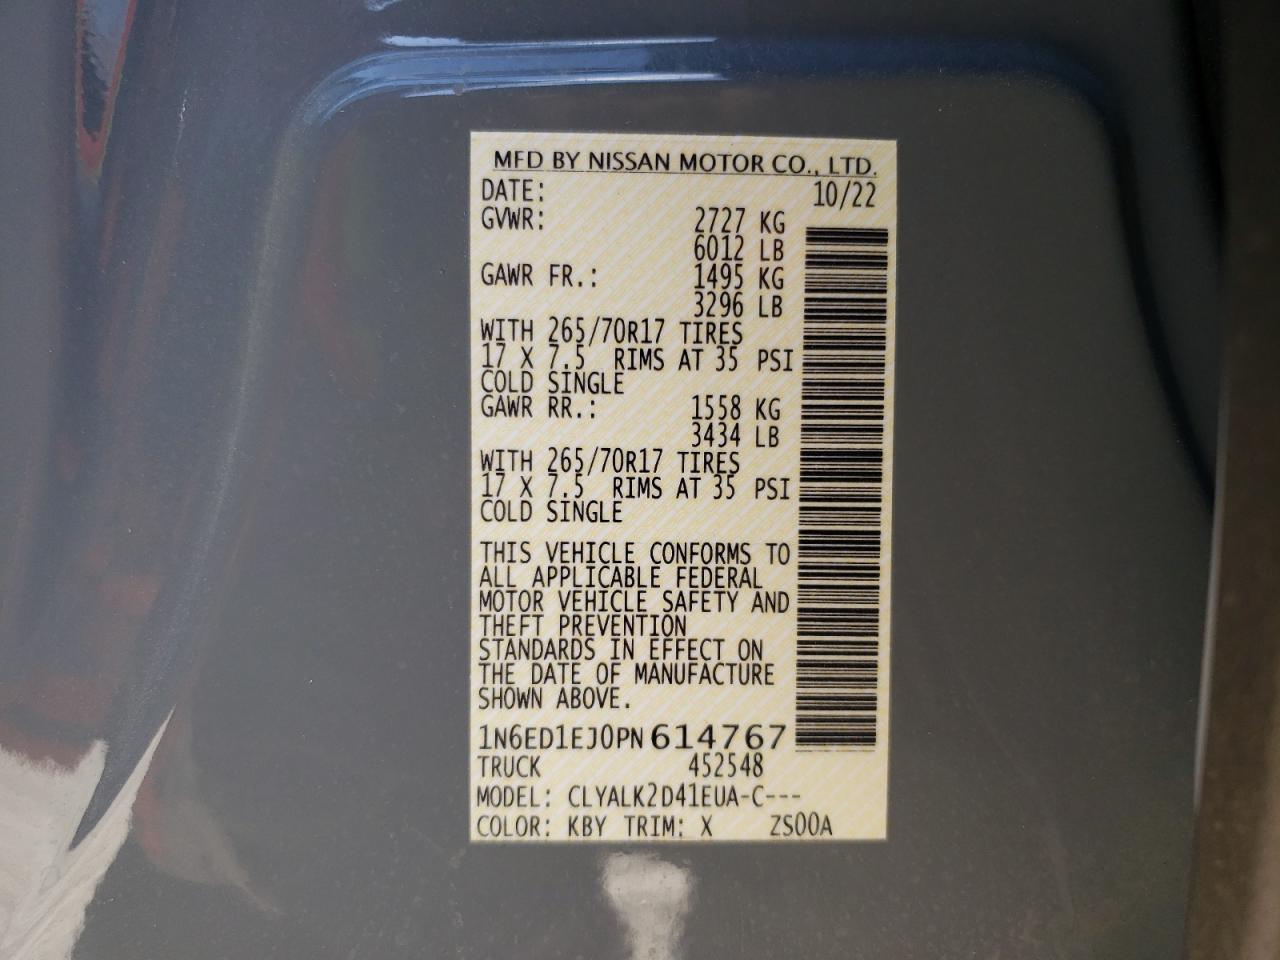 MFD BY NISSAN MOTOR CO., LTD.
DATE: 10/22
GVWR: 2727 KG
6012 LB
GAWR FR.: 1495 KG
3296 LB
WITH 265/70R17 TIRES
17 X 7.5 RIMS AT 35 PSI
COLD SINGLE
GAWR RR.: 1558 KG
3434 LB
WITH 265/70R17 TIRES
17 X 7.5 RIMS AT 35 PSI
COLD SINGLE
THIS VEHICLE CONFORMS TO
ALL APPLICABLE FEDERAL
MOTOR VEHICLE SAFETY AND
THEFT PREVENTION
STANDARDS IN EFFECT ON
THE DATE OF MANUFACTURE
SHOWN ABOVE.
1N6ED1EJ0PN614767
TRUCK 452548
MODEL: CLYALK2D41EUA-C---
COLOR: KBY TRIM: X ZS00A